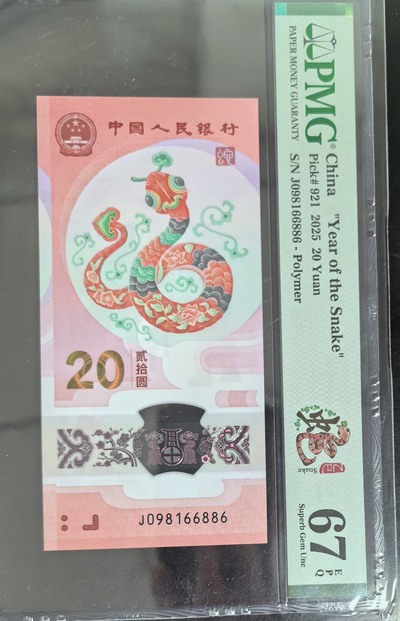 中国人民银行
20
贰拾圆
J098166886
PMG
PAPER MONEY GUARANTY
China "Year of the Snake"
Pick# 921 2025 20 Yuan
S/N J098166886 - Polymer
Snake
67 EPQ
Superb Gem Unc